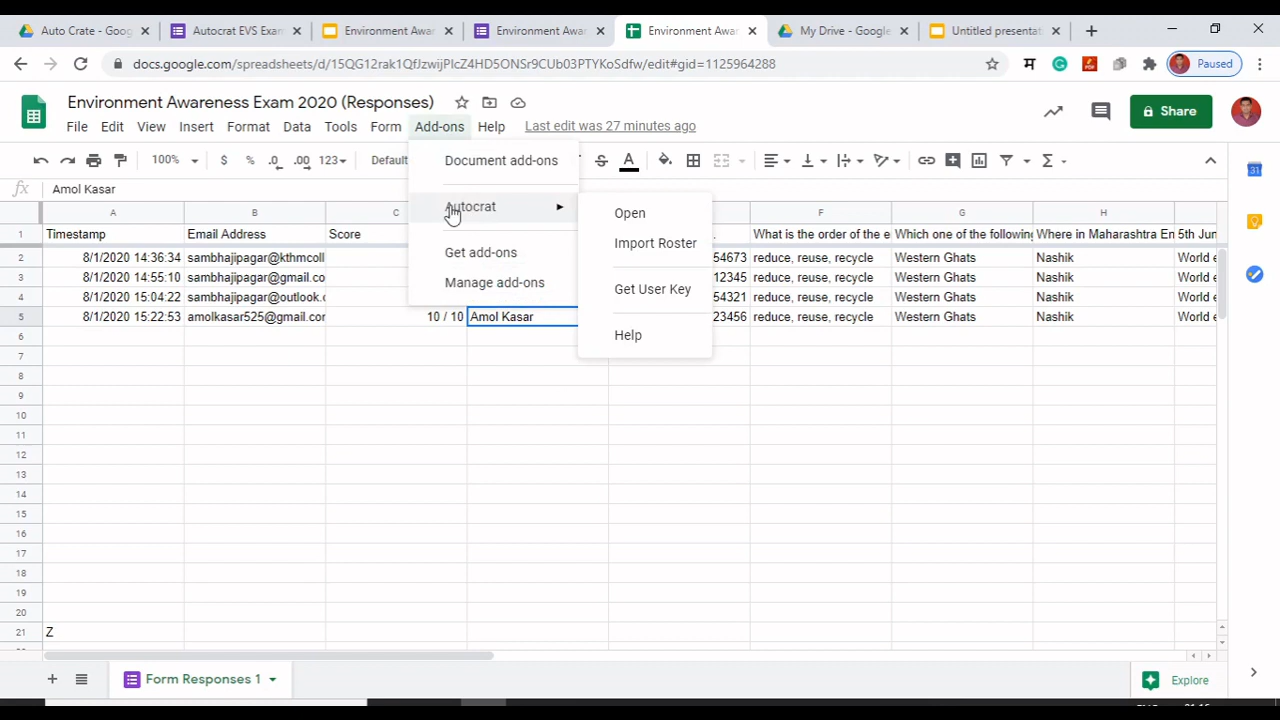 Auto Crate - Goog
Autocrat EVS Exam
Environment Awar
Environment Awar
Environment Awar
My Drive - Google
Untitled presentat
docs.google.com/spreadsheets/d/15QG12rak1QfJzwijPlcZ4HD5ONSr9CUb03PTYKoSdfw/edit#gid=1125964288
म
Paused
Environment Awareness Exam 2020 (Responses)
File Edit View Insert Format Data Tools Form Add-ons Help Last edit was 27 minutes ago
Share
100% $ % .0 .00 123 Default A
Document add-ons
Autocrat
Get add-ons
Manage add-ons
Open
Import Roster
Get User Key
Help
fx Amol Kasar
A B C F G H
1 Timestamp Email Address Score What is the order of the e Which one of the following Where in Maharashtra En 5th Jun
2 8/1/2020 14:36:34 sambhajipagar@kthmcoll 54673 reduce, reuse, recycle Western Ghats Nashik World e
3 8/1/2020 14:55:10 sambhajipagar@gmail.co 12345 reduce, reuse, recycle Western Ghats Nashik World e
4 8/1/2020 15:04:22 sambhajipagar@outlook.c 54321 reduce, reuse, recycle Western Ghats Nashik World e
5 8/1/2020 15:22:53 amolkasar525@gmail.com 10 / 10 Amol Kasar 23456 reduce, reuse, recycle Western Ghats Nashik World e
6
7
8
9
10
11
12
13
14
15
16
17
18
19
20
21 Z
Form Responses 1
Explore